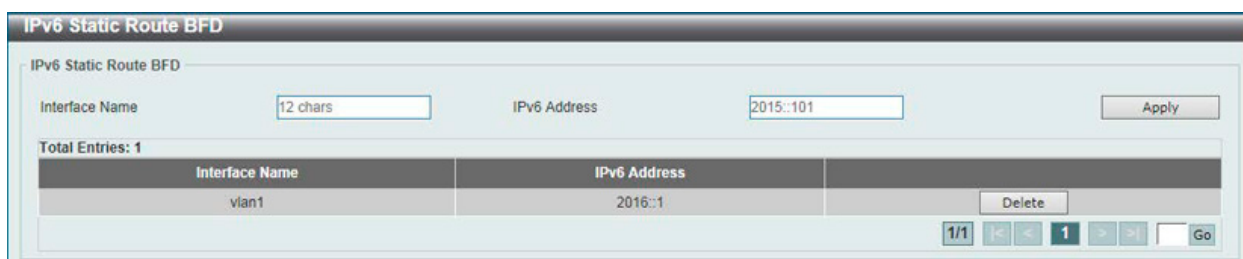 IPv6 Static Route BFD
IPv6 Static Route BFD
Interface Name 12 chars IPv6 Address 2015::101 Apply
Total Entries: 1
Interface Name IPv6 Address
vlan1 2016::1 Delete
1/1 |< < 1 > >| Go